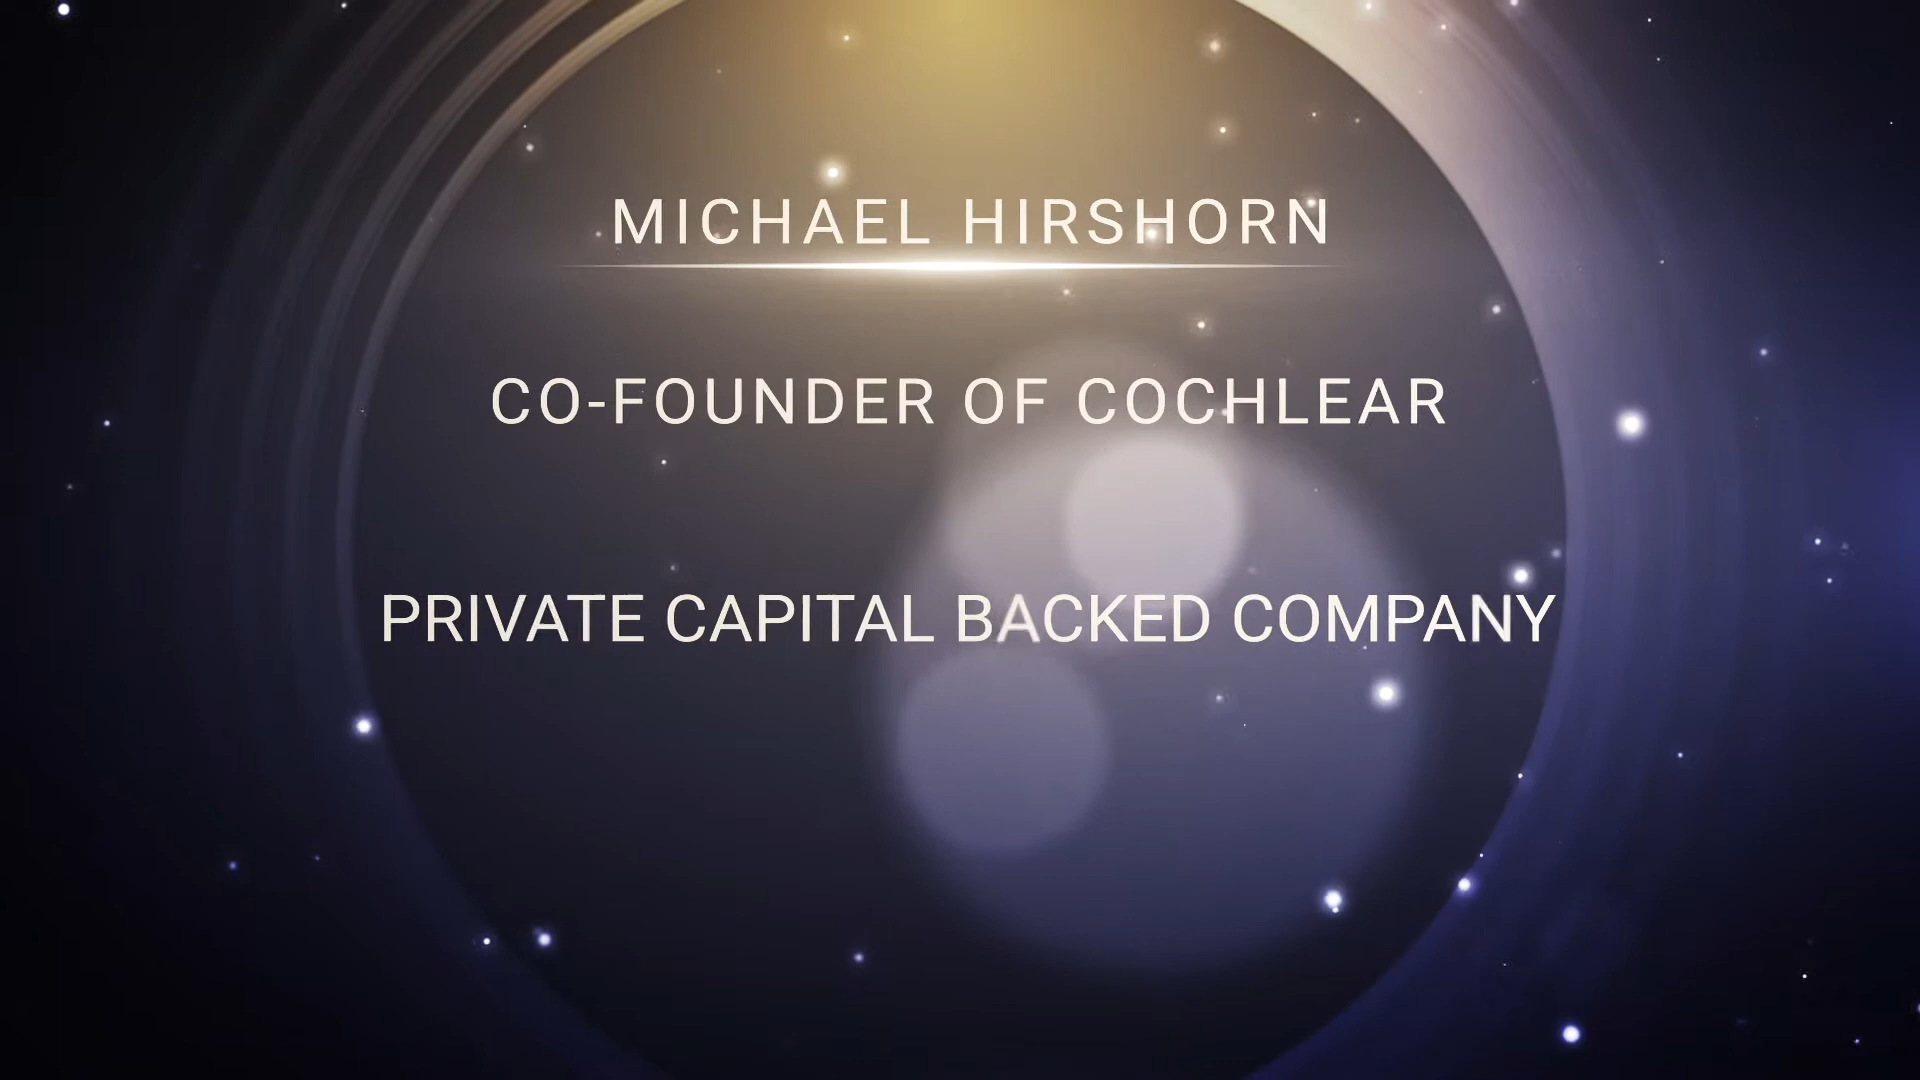 MICHAEL HIRSHORN
CO-FOUNDER OF COCHLEAR
PRIVATE CAPITAL BACKED COMPANY